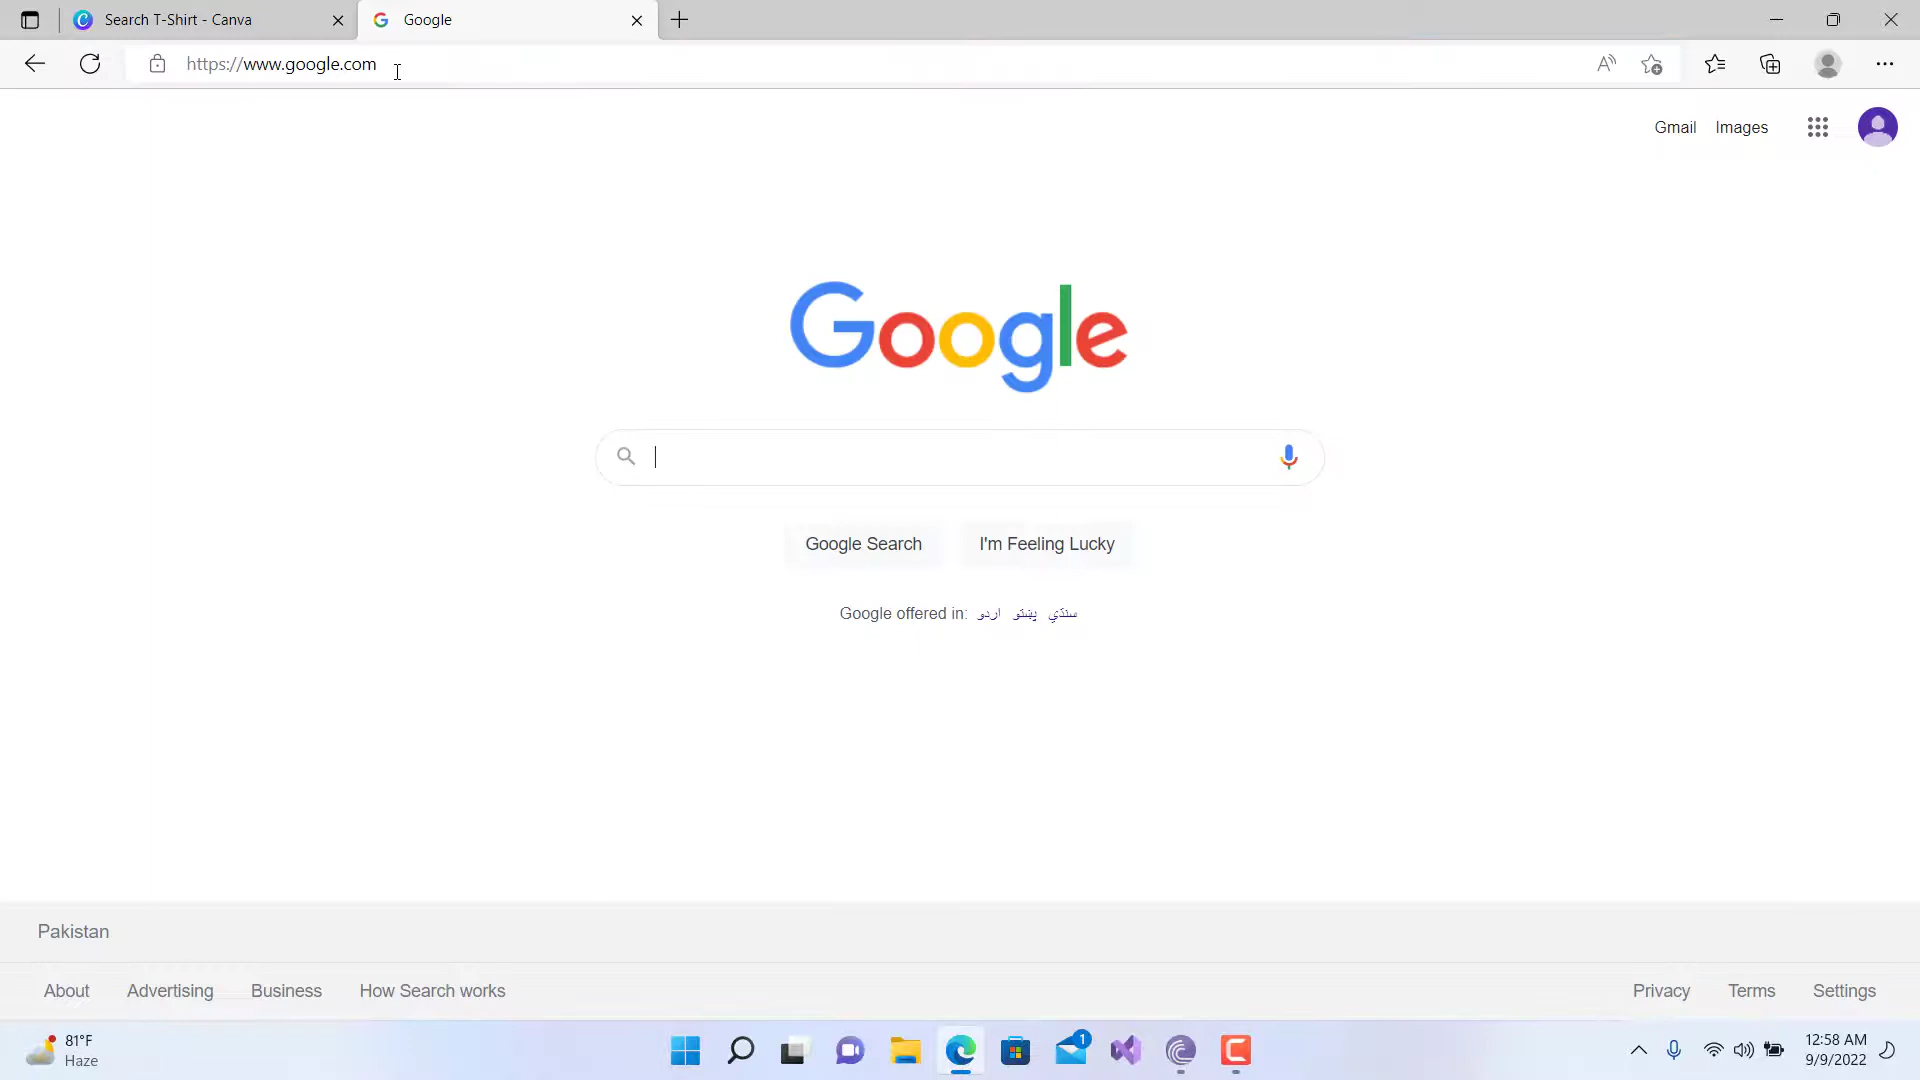 Search T-Shirt - Canva
Google
https://www.google.com
Gmail Images
Google
Google Search I'm Feeling Lucky
Google offered in: اردو پښتو سنڌي
Pakistan
About Advertising Business How Search works Privacy Terms Settings
81°F
Haze
1
12:58 AM
9/9/2022